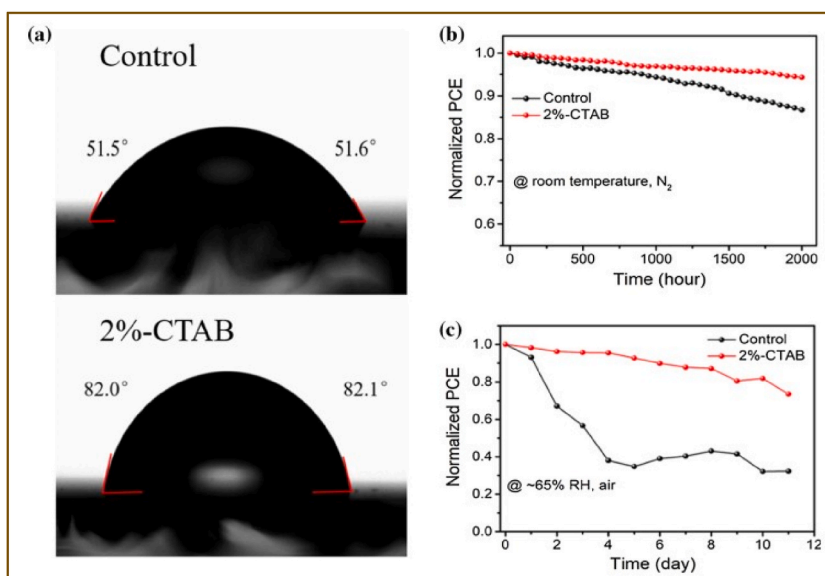 (a)
Control
51.5°
51.6°
2%-CTAB
82.0°
82.1°
(b)
Normalized PCE
1.0
0.9
0.8
0.7
0.6
Control
2%-CTAB
@ room temperature, N₂
0
500
1000
1500
2000
Time (hour)
(c)
Normalized PCE
1.0
0.8
0.6
0.4
0.2
0.0
Control
2%-CTAB
@ ~65% RH, air
0
2
4
6
8
10
12
Time (day)